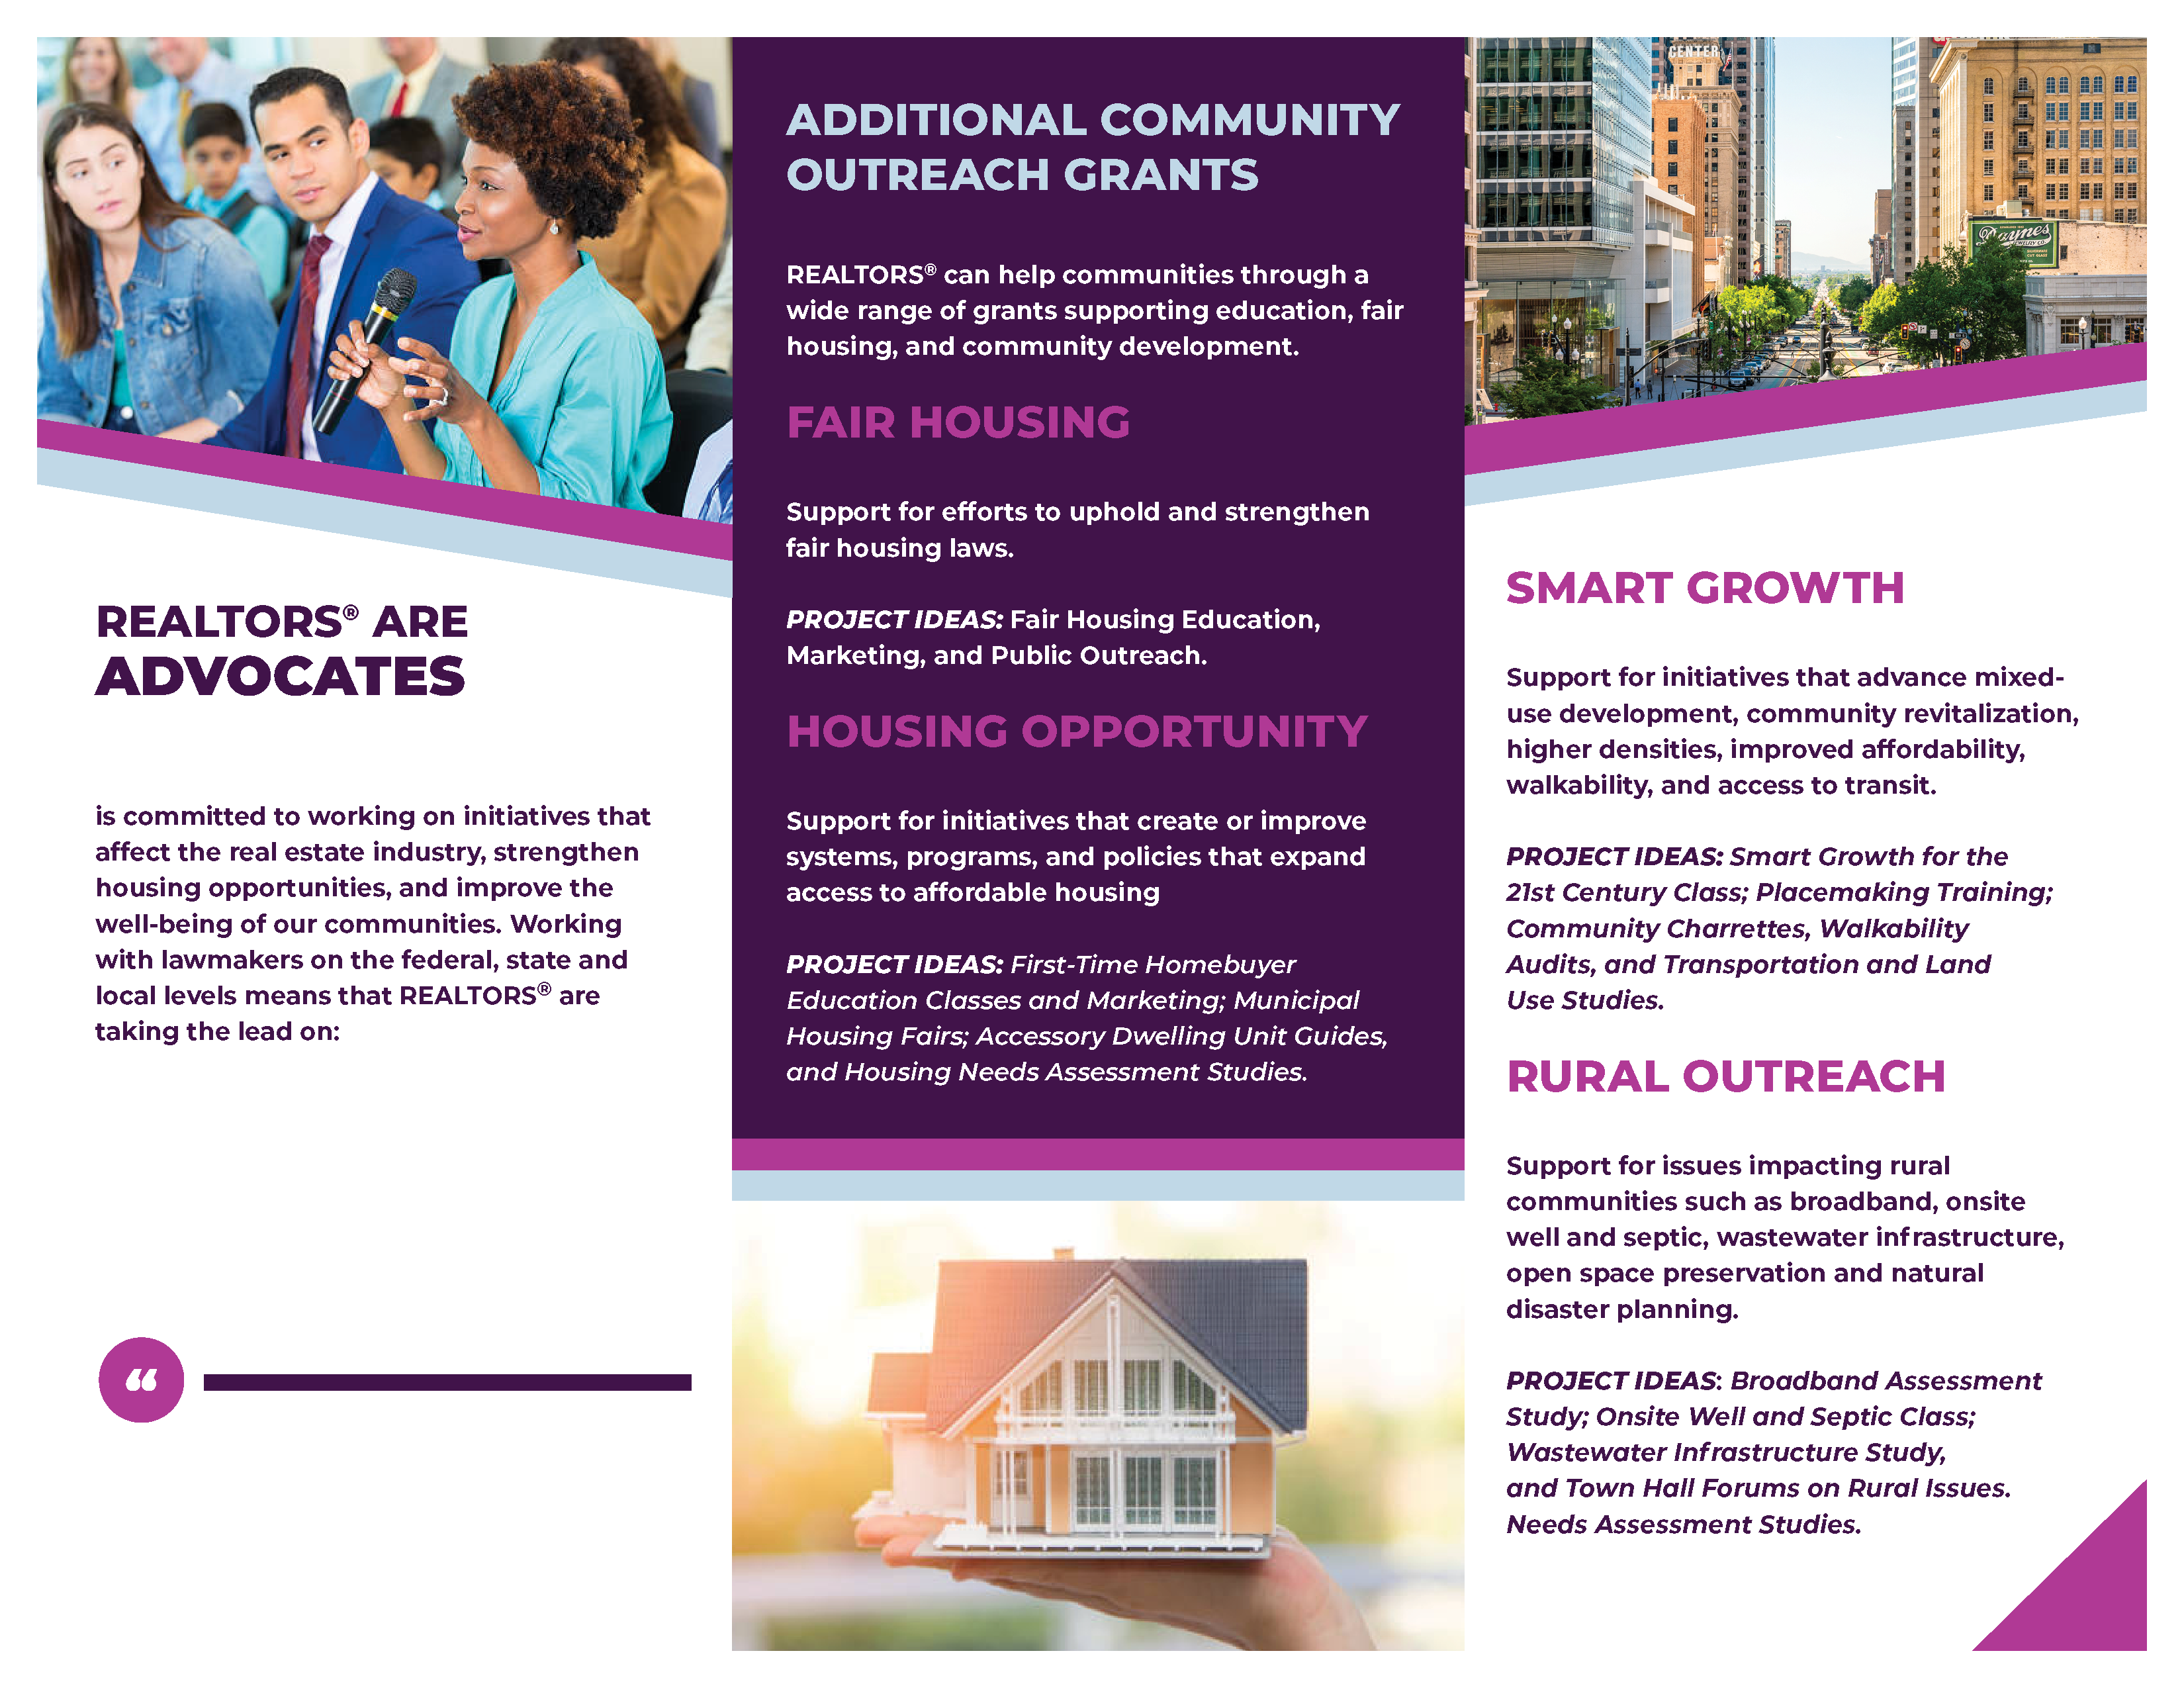 REALTORS® ARE
ADVOCATES
is committed to working on initiatives that
affect the real estate industry, strengthen
housing opportunities, and improve the
well-being of our communities. Working
with lawmakers on the federal, state and
local levels means that REALTORS® are
taking the lead on:
“
ADDITIONAL COMMUNITY
OUTREACH GRANTS
REALTORS® can help communities through a
wide range of grants supporting education, fair
housing, and community development.
FAIR HOUSING
Support for efforts to uphold and strengthen
fair housing laws.
PROJECT IDEAS: Fair Housing Education,
Marketing, and Public Outreach.
HOUSING OPPORTUNITY
Support for initiatives that create or improve
systems, programs, and policies that expand
access to affordable housing
PROJECT IDEAS: First-Time Homebuyer
Education Classes and Marketing; Municipal
Housing Fairs; Accessory Dwelling Unit Guides,
and Housing Needs Assessment Studies.
CENTER
SMART GROWTH
Support for initiatives that advance mixed-
use development, community revitalization,
higher densities, improved affordability,
walkability, and access to transit.
PROJECT IDEAS: Smart Growth for the
21st Century Class; Placemaking Training;
Community Charrettes, Walkability
Audits, and Transportation and Land
Use Studies.
RURAL OUTREACH
Support for issues impacting rural
communities such as broadband, onsite
well and septic, wastewater infrastructure,
open space preservation and natural
disaster planning.
PROJECT IDEAS: Broadband Assessment
Study; Onsite Well and Septic Class;
Wastewater Infrastructure Study,
and Town Hall Forums on Rural Issues.
Needs Assessment Studies.